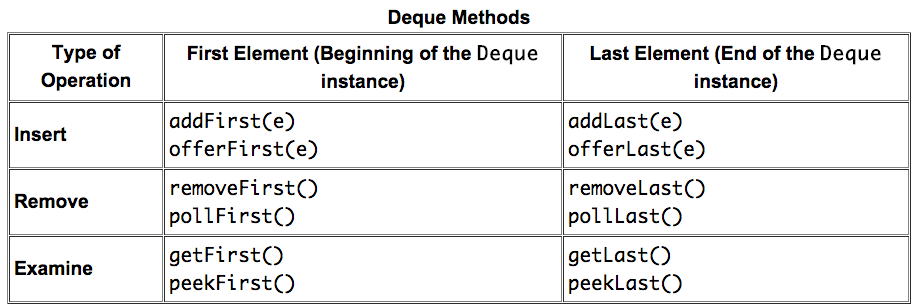 Deque Methods
Type of
Operation
First Element (Beginning of the Deque
instance)
Last Element (End of the Deque
instance)
Insert
addFirst(e)
offerFirst(e)
addLast(e)
offerLast(e)
Remove
removeFirst()
pollFirst()
removeLast()
pollLast()
Examine
getFirst()
peekFirst()
getLast()
peekLast()